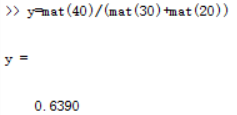 >> y=mat(40)/(mat(30)+mat(20))
y =
0.6390